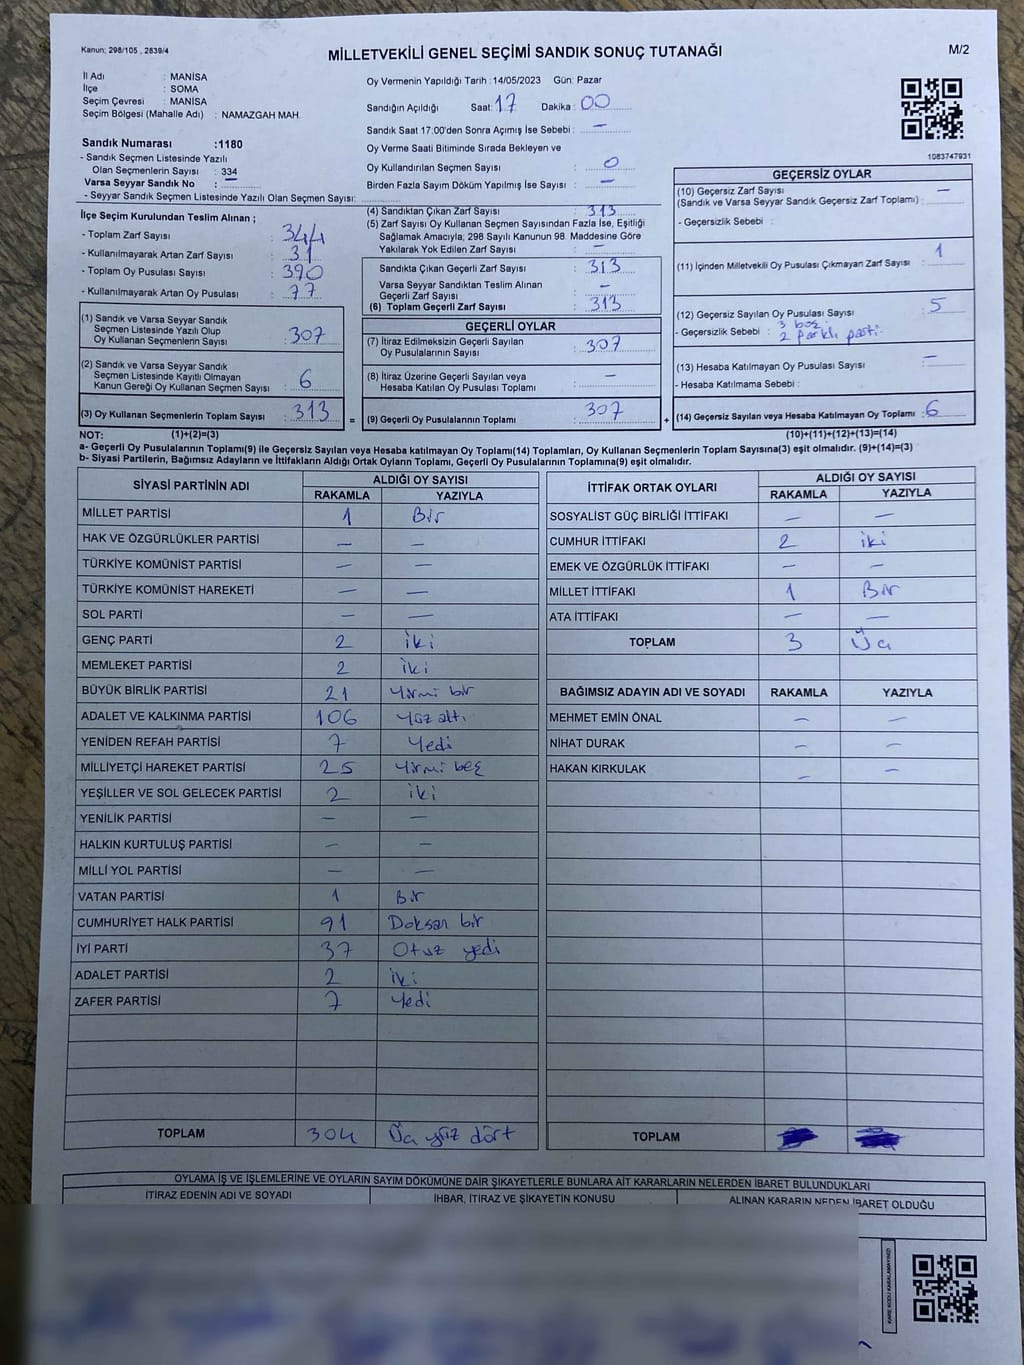 Kanun: 298/105 , 2839/4
MİLLETVEKİLİ GENEL SEÇİMİ SANDIK SONUÇ TUTANAĞI
M/2
İl Adı : MANİSA
İlçe : SOMA
Seçim Çevresi : MANİSA
Seçim Bölgesi (Mahalle Adı) : NAMAZGAH MAH.
Oy Vermenin Yapıldığı Tarih : 14/05/2023 Gün: Pazar
Sandığın Açıldığı Saat: 17 Dakika : 00
Sandık Saat 17:00'den Sonra Açımış İse Sebebi : —
Oy Verme Saati Bitiminde Sırada Bekleyen ve
Oy Kullandırılan Seçmen Sayısı : 0
Birden Fazla Sayım Döküm Yapılmış İse Sayısı : —
1083747931
Sandık Numarası :1180
- Sandık Seçmen Listesinde Yazılı
Olan Seçmenlerin Sayısı : 334
Varsa Seyyar Sandık No : —
- Seyyar Sandık Seçmen Listesinde Yazılı Olan Seçmen Sayısı:
İlçe Seçim Kurulundan Teslim Alınan ;
- Toplam Zarf Sayısı : 344
- Kullanılmayarak Artan Zarf Sayısı : 31
- Toplam Oy Pusulası Sayısı : 390
- Kullanılmayarak Artan Oy Pusulası : 77
(1) Sandık ve Varsa Seyyar Sandık
Seçmen Listesinde Yazılı Olup
Oy Kullanan Seçmenlerin Sayısı : 307
(2) Sandık ve Varsa Seyyar Sandık
Seçmen Listesinde Kayıtlı Olmayan
Kanun Gereği Oy Kullanan Seçmen Sayısı : 6
(3) Oy Kullanan Seçmenlerin Toplam Sayısı : 313
(4) Sandıktan Çıkan Zarf Sayısı : 313
(5) Zarf Sayısı Oy Kullanan Seçmen Sayısından Fazla İse, Eşitliği
Sağlamak Amacıyla; 298 Sayılı Kanunun 98. Maddesine Göre
Yakılarak Yok Edilen Zarf Sayısı : —
Sandıkta Çıkan Geçerli Zarf Sayısı : 313
Varsa Seyyar Sandıktan Teslim Alınan
Geçerli Zarf Sayısı : —
(6) Toplam Geçerli Zarf Sayısı : 313
GEÇERLİ OYLAR
(7) İtiraz Edilmeksizin Geçerli Sayılan
Oy Pusulalarının Sayısı : 307
(8) İtiraz Üzerine Geçerli Sayılan veya
Hesaba Katılan Oy Pusulası Toplamı : —
= (9) Geçerli Oy Pusulalarının Toplamı : 307 +
GEÇERSİZ OYLAR
(10) Geçersiz Zarf Sayısı
(Sandık ve Varsa Seyyar Sandık Geçersiz Zarf Toplamı) : —
- Geçersizlik Sebebi :
(11) İçinden Milletvekili Oy Pusulası Çıkmayan Zarf Sayısı : 1
(12) Geçersiz Sayılan Oy Pusulası Sayısı : 5
- Geçersizlik Sebebi : 3 boş
2 farklı parti
(13) Hesaba Katılmayan Oy Pusulası Sayısı : —
- Hesaba Katılmama Sebebi :
(14) Geçersiz Sayılan veya Hesaba Katılmayan Oy Toplamı : 6
NOT: (1)+(2)=(3)
(10)+(11)+(12)+(13)=(14)
a- Geçerli Oy Pusulalarının Toplamı(9) ile Geçersiz Sayılan veya Hesaba katılmayan Oy Toplamı(14) Toplamları, Oy Kullanan Seçmenlerin Toplam Sayısına(3) eşit olmalıdır. (9)+(14)=(3)
b- Siyasi Partilerin, Bağımsız Adayların ve İttifakların Aldığı Ortak Oyların Toplamı, Geçerli Oy Pusulalarının Toplamına(9) eşit olmalıdır.
SİYASİ PARTİNİN ADI
ALDIĞI OY SAYISI
RAKAMLA YAZIYLA
MİLLET PARTİSİ 1 Bir
HAK VE ÖZGÜRLÜKLER PARTİSİ — —
TÜRKİYE KOMÜNİST PARTİSİ — —
TÜRKİYE KOMÜNİST HAREKETİ — —
SOL PARTİ — —
GENÇ PARTİ 2 iki
MEMLEKET PARTİSİ 2 iki
BÜYÜK BİRLİK PARTİSİ 21 Yirmi bir
ADALET VE KALKINMA PARTİSİ 106 Yüz altı
YENİDEN REFAH PARTİSİ 7 Yedi
MİLLİYETÇİ HAREKET PARTİSİ 25 Yirmi beş
YEŞİLLER VE SOL GELECEK PARTİSİ 2 iki
YENİLİK PARTİSİ — —
HALKIN KURTULUŞ PARTİSİ — —
MİLLİ YOL PARTİSİ — —
VATAN PARTİSİ 1 Bir
CUMHURİYET HALK PARTİSİ 91 Doksan bir
İYİ PARTİ 37 Otuz yedi
ADALET PARTİSİ 2 iki
ZAFER PARTİSİ 7 Yedi
TOPLAM 304 Üç yüz dört
İTTİFAK ORTAK OYLARI
ALDIĞI OY SAYISI
RAKAMLA YAZIYLA
SOSYALİST GÜÇ BİRLİĞİ İTTİFAKI — —
CUMHUR İTTİFAKI 2 iki
EMEK VE ÖZGÜRLÜK İTTİFAKI — —
MİLLET İTTİFAKI 1 Bir
ATA İTTİFAKI — —
TOPLAM 3 Üç
BAĞIMSIZ ADAYIN ADI VE SOYADI RAKAMLA YAZIYLA
MEHMET EMİN ÖNAL — —
NİHAT DURAK — —
HAKAN KIRKULAK — —
TOPLAM
OYLAMA İŞ VE İŞLEMLERİNE VE OYLARIN SAYIM DÖKÜMÜNE DAİR ŞİKAYETLERLE BUNLARA AİT KARARLARIN NELERDEN İBARET BULUNDUKLARI
İTİRAZ EDENİN ADI VE SOYADI
İHBAR, İTİRAZ VE ŞİKAYETİN KONUSU
ALINAN KARARIN NEDEN İBARET OLDUĞU
KARE KODU KARALAMAYINIZ!